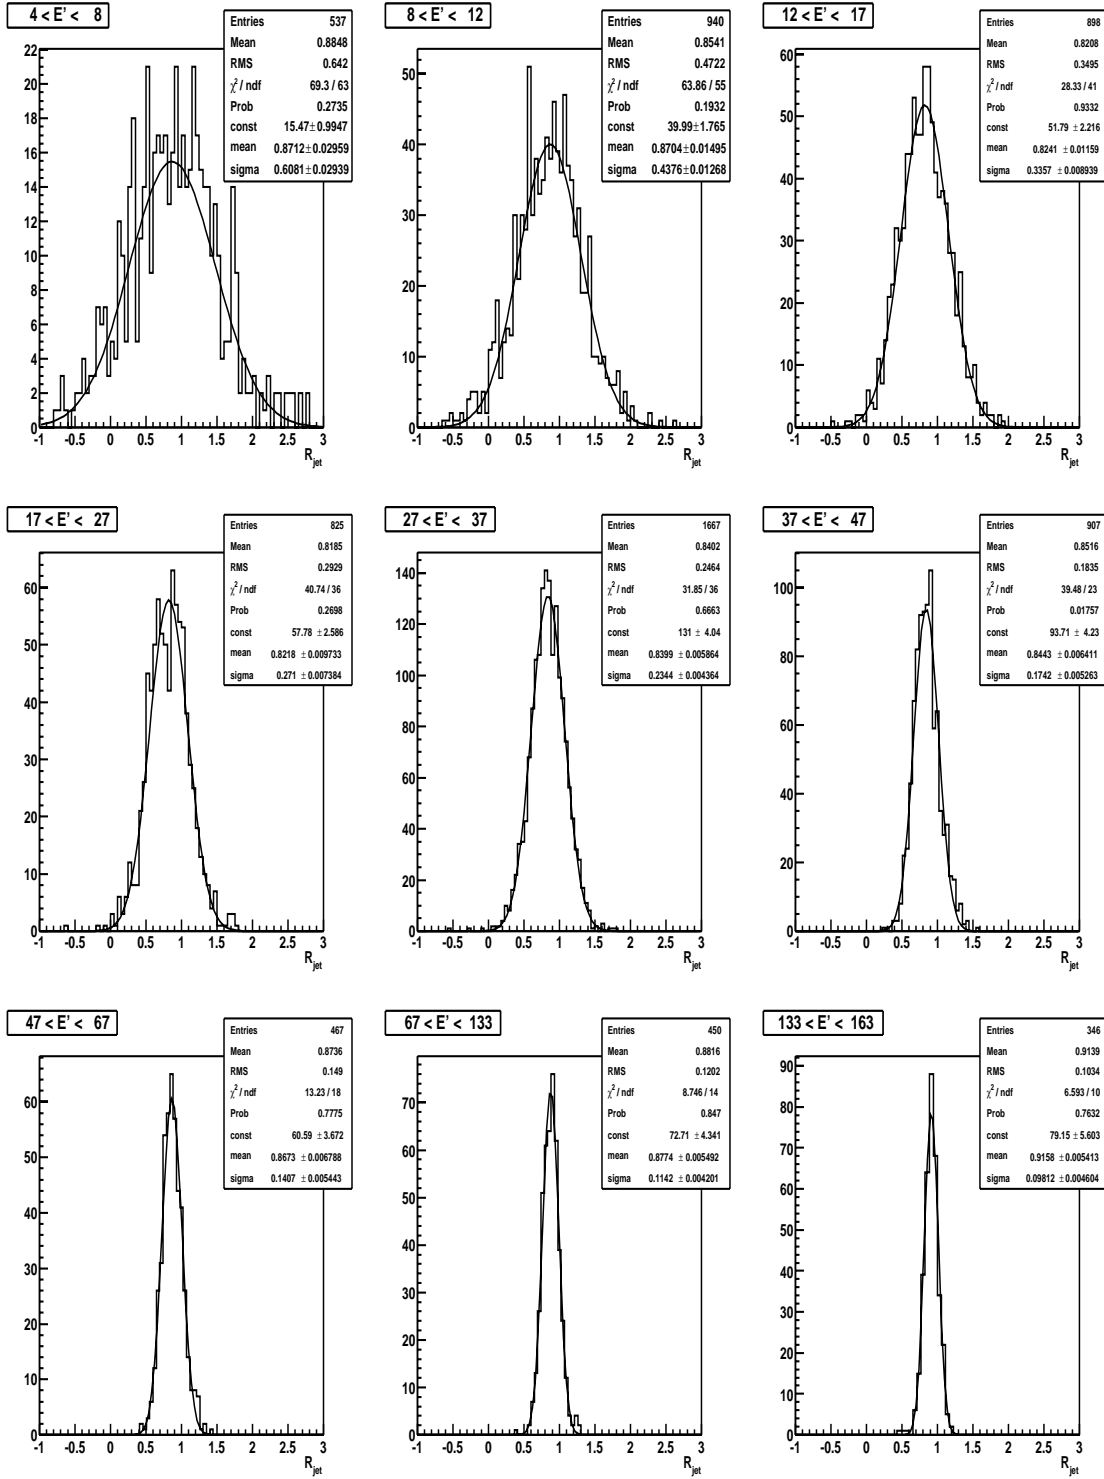 4 < E' < 8
Entries 537
Mean 0.8848
RMS 0.642
χ² / ndf 69.3 / 63
Prob 0.2735
const 15.47 ± 0.9947
mean 0.8712 ± 0.02959
sigma 0.6081 ± 0.02939
22
20
18
16
14
12
10
8
6
4
2
0
-1 -0.5 0 0.5 1 1.5 2 2.5 3
R_jet
8 < E' < 12
Entries 940
Mean 0.8541
RMS 0.4722
χ² / ndf 63.86 / 55
Prob 0.1932
const 39.99 ± 1.765
mean 0.8704 ± 0.01495
sigma 0.4376 ± 0.01268
50
40
30
20
10
0
-1 -0.5 0 0.5 1 1.5 2 2.5 3
R_jet
12 < E' < 17
Entries 898
Mean 0.8208
RMS 0.3495
χ² / ndf 28.33 / 41
Prob 0.9332
const 51.79 ± 2.216
mean 0.8241 ± 0.01159
sigma 0.3357 ± 0.008939
60
50
40
30
20
10
0
-1 -0.5 0 0.5 1 1.5 2 2.5 3
R_jet
17 < E' < 27
Entries 825
Mean 0.8185
RMS 0.2929
χ² / ndf 40.74 / 36
Prob 0.2698
const 57.78 ± 2.586
mean 0.8218 ± 0.009733
sigma 0.271 ± 0.007384
60
50
40
30
20
10
0
-1 -0.5 0 0.5 1 1.5 2 2.5 3
R_jet
27 < E' < 37
Entries 1667
Mean 0.8402
RMS 0.2464
χ² / ndf 31.85 / 36
Prob 0.6663
const 131 ± 4.04
mean 0.8399 ± 0.005864
sigma 0.2344 ± 0.004364
140
120
100
80
60
40
20
0
-1 -0.5 0 0.5 1 1.5 2 2.5 3
R_jet
37 < E' < 47
Entries 907
Mean 0.8516
RMS 0.1835
χ² / ndf 39.48 / 23
Prob 0.01757
const 93.71 ± 4.23
mean 0.8443 ± 0.006411
sigma 0.1742 ± 0.005263
100
80
60
40
20
0
-1 -0.5 0 0.5 1 1.5 2 2.5 3
R_jet
47 < E' < 67
Entries 467
Mean 0.8736
RMS 0.149
χ² / ndf 13.23 / 18
Prob 0.7775
const 60.59 ± 3.672
mean 0.8673 ± 0.006788
sigma 0.1407 ± 0.005443
60
50
40
30
20
10
0
-1 -0.5 0 0.5 1 1.5 2 2.5 3
R_jet
67 < E' < 133
Entries 450
Mean 0.8816
RMS 0.1202
χ² / ndf 8.746 / 14
Prob 0.847
const 72.71 ± 4.341
mean 0.8774 ± 0.005492
sigma 0.1142 ± 0.004201
70
60
50
40
30
20
10
0
-1 -0.5 0 0.5 1 1.5 2 2.5 3
R_jet
133 < E' < 163
Entries 346
Mean 0.9139
RMS 0.1034
χ² / ndf 6.593 / 10
Prob 0.7632
const 79.15 ± 5.603
mean 0.9158 ± 0.005413
sigma 0.09812 ± 0.004604
90
80
70
60
50
40
30
20
10
0
-1 -0.5 0 0.5 1 1.5 2 2.5 3
R_jet